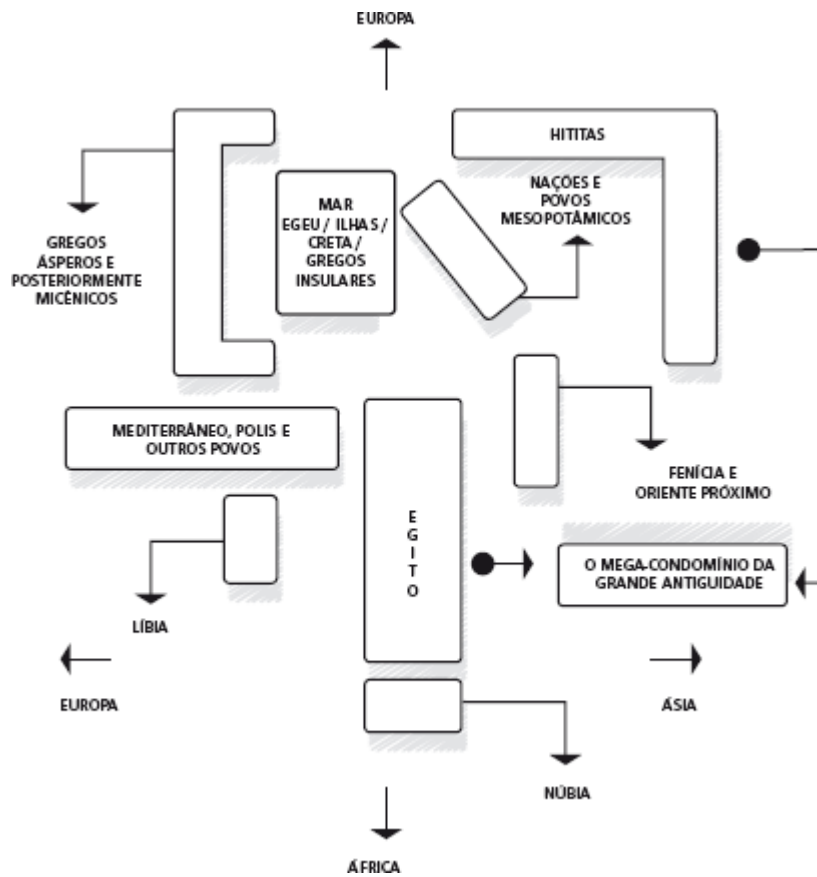 EUROPA
HITITAS
NAÇÕES E
POVOS
MESOPOTÂMICOS
MAR
EGEU / ILHAS /
CRETA /
GREGOS
INSULARES
GREGOS
ÁSPEROS E
POSTERIORMENTE
MICÊNICOS
MEDITERRÂNEO, POLIS E
OUTROS POVOS
FENÍCIA E
ORIENTE PRÓXIMO
E
G
I
T
O
O MEGA-CONDOMÍNIO DA
GRANDE ANTIGUIDADE
LÍBIA
EUROPA
ÁSIA
NÚBIA
ÁFRICA